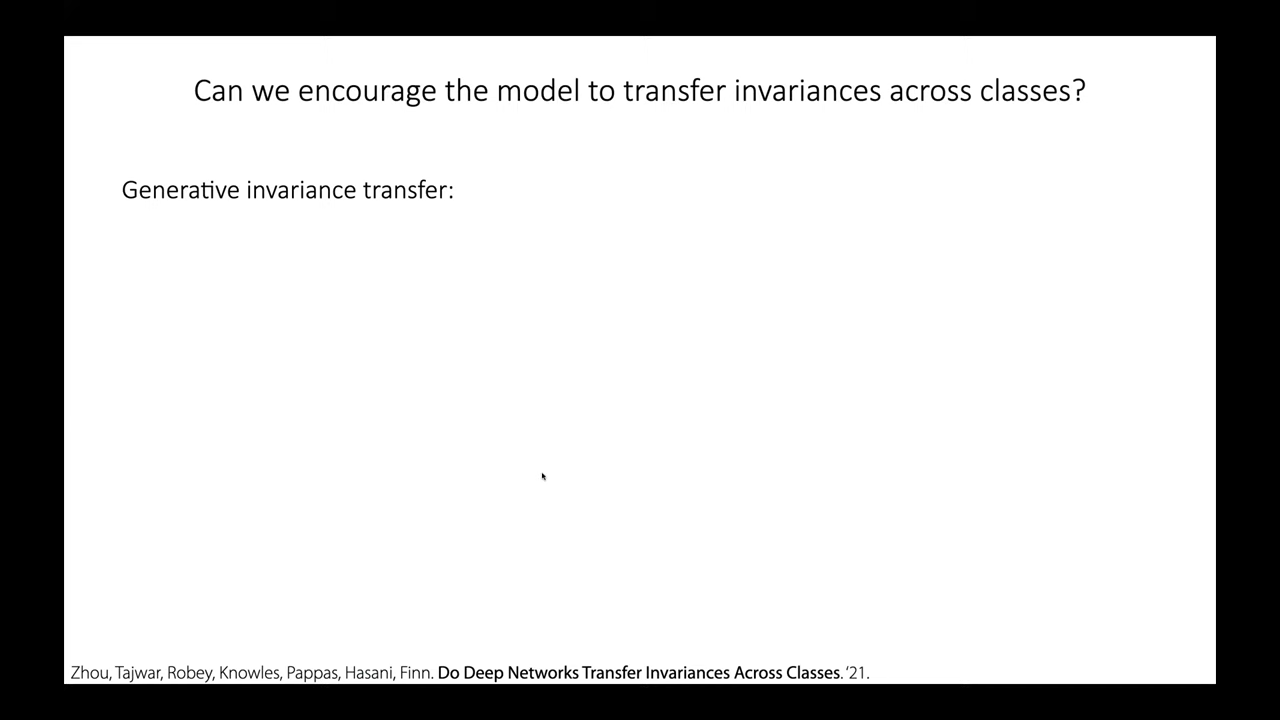 Can we encourage the model to transfer invariances across classes?
Generative invariance transfer:
Zhou, Tajwar, Robey, Knowles, Pappas, Hasani, Finn. Do Deep Networks Transfer Invariances Across Classes. '21.